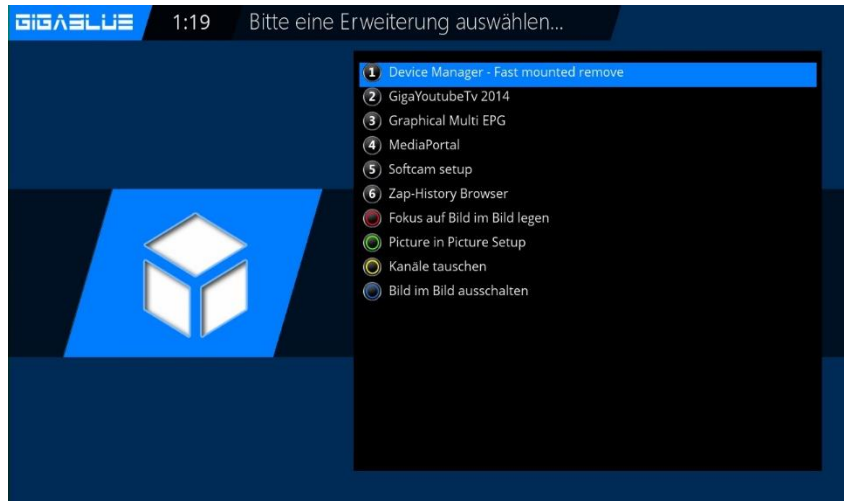 GIGABLUE 1:19 Bitte eine Erweiterung auswählen...
1 Device Manager - Fast mounted remove
2 GigaYoutubeTv 2014
3 Graphical Multi EPG
4 MediaPortal
5 Softcam setup
6 Zap-History Browser
Fokus auf Bild im Bild legen
Picture in Picture Setup
Kanäle tauschen
Bild im Bild ausschalten